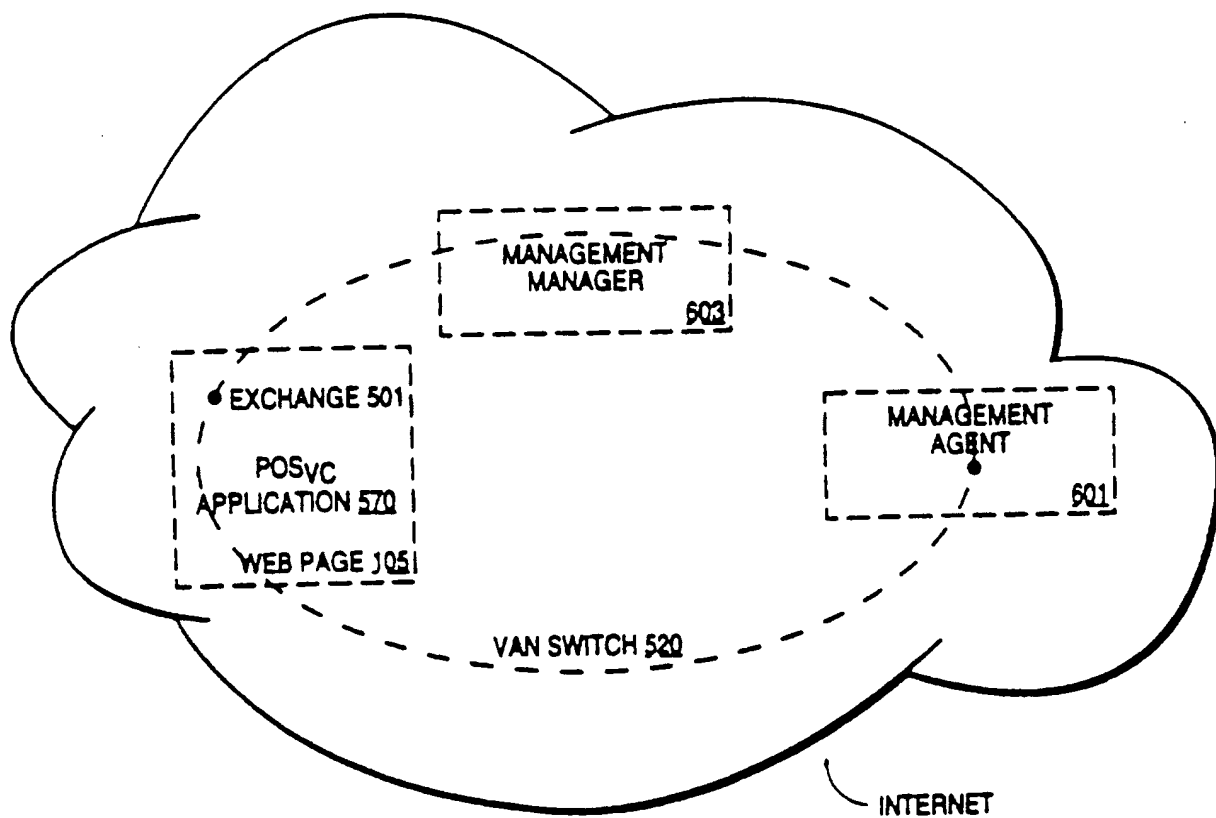 MANAGEMENT
MANAGER
603
EXCHANGE 501
POSVC
APPLICATION 570
WEB PAGE 105
MANAGEMENT
AGENT
601
VAN SWITCH 520
INTERNET